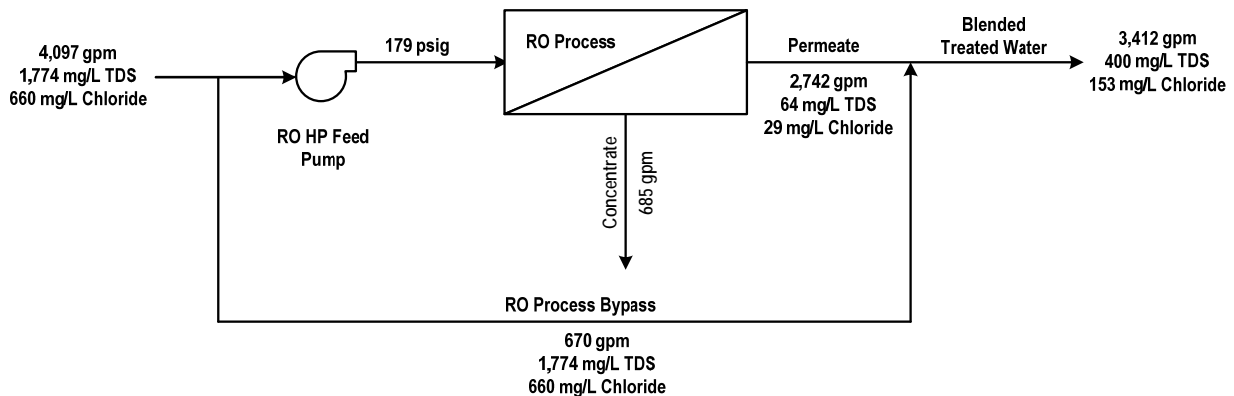 4,097 gpm
1,774 mg/L TDS
660 mg/L Chloride
RO HP Feed
Pump
179 psig
RO Process
Concentrate
685 gpm
Permeate
2,742 gpm
64 mg/L TDS
29 mg/L Chloride
Blended
Treated Water
3,412 gpm
400 mg/L TDS
153 mg/L Chloride
RO Process Bypass
670 gpm
1,774 mg/L TDS
660 mg/L Chloride